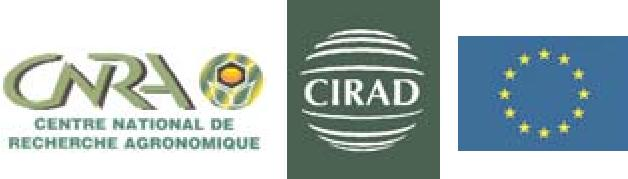 CNRA
CENTRE NATIONAL DE
RECHERCHE AGRONOMIQUE
CIRAD